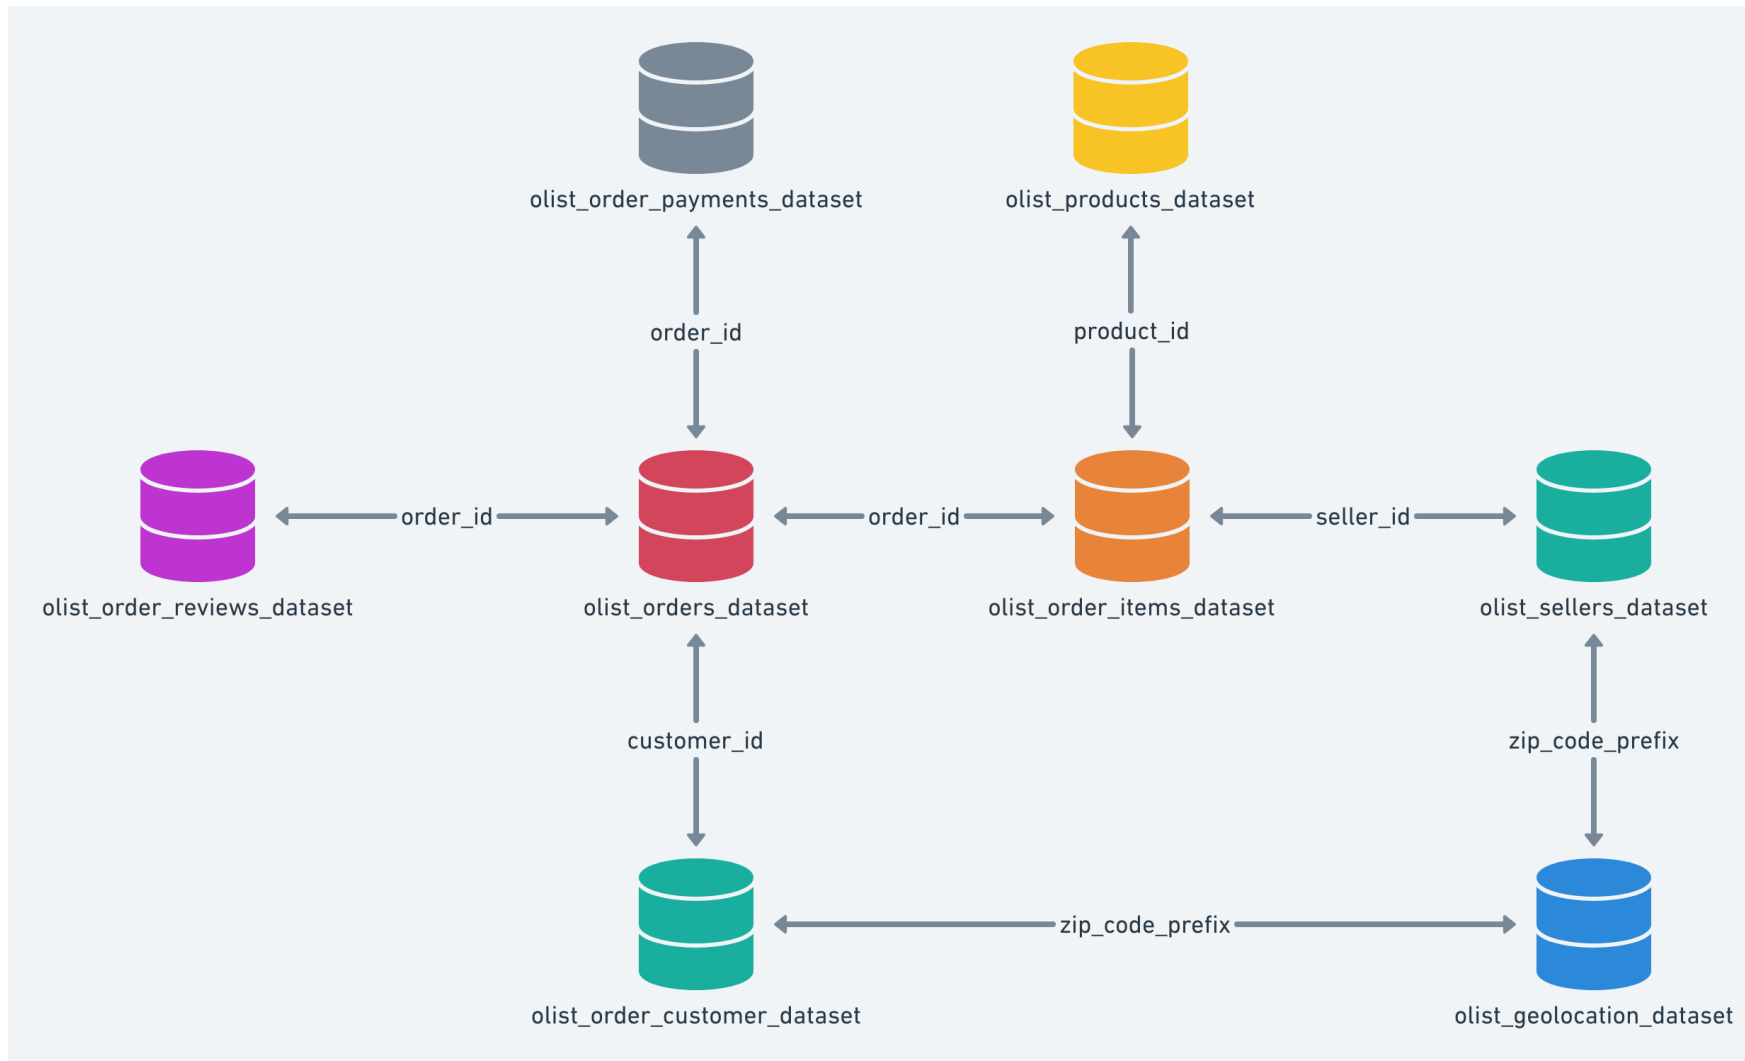 olist_order_payments_dataset
olist_products_dataset
order_id
product_id
order_id
order_id
seller_id
olist_order_reviews_dataset
olist_orders_dataset
olist_order_items_dataset
olist_sellers_dataset
customer_id
zip_code_prefix
zip_code_prefix
olist_order_customer_dataset
olist_geolocation_dataset